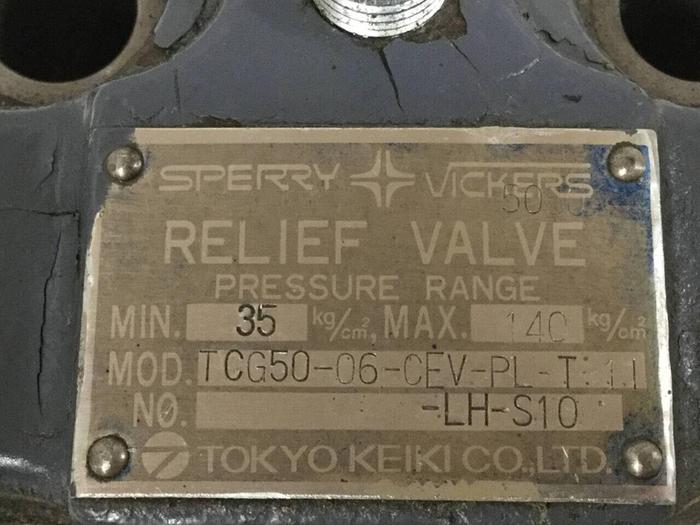 SPERRY VICKERS
50
RELIEF VALVE
PRESSURE RANGE
MIN. 35 kg/cm², MAX. 140 kg/cm²
MOD. TCG50-06-CEV-PL-T 11
NØ. -LH-S10
TOKYO KEIKI CO.,LTD.